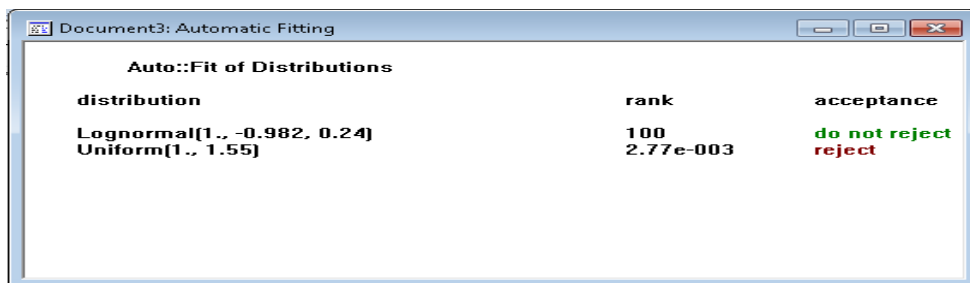 Document3: Automatic Fitting
Auto::Fit of Distributions
distribution rank acceptance
Lognormal(1., -0.982, 0.24) 100 do not reject
Uniform(1., 1.55) 2.77e-003 reject